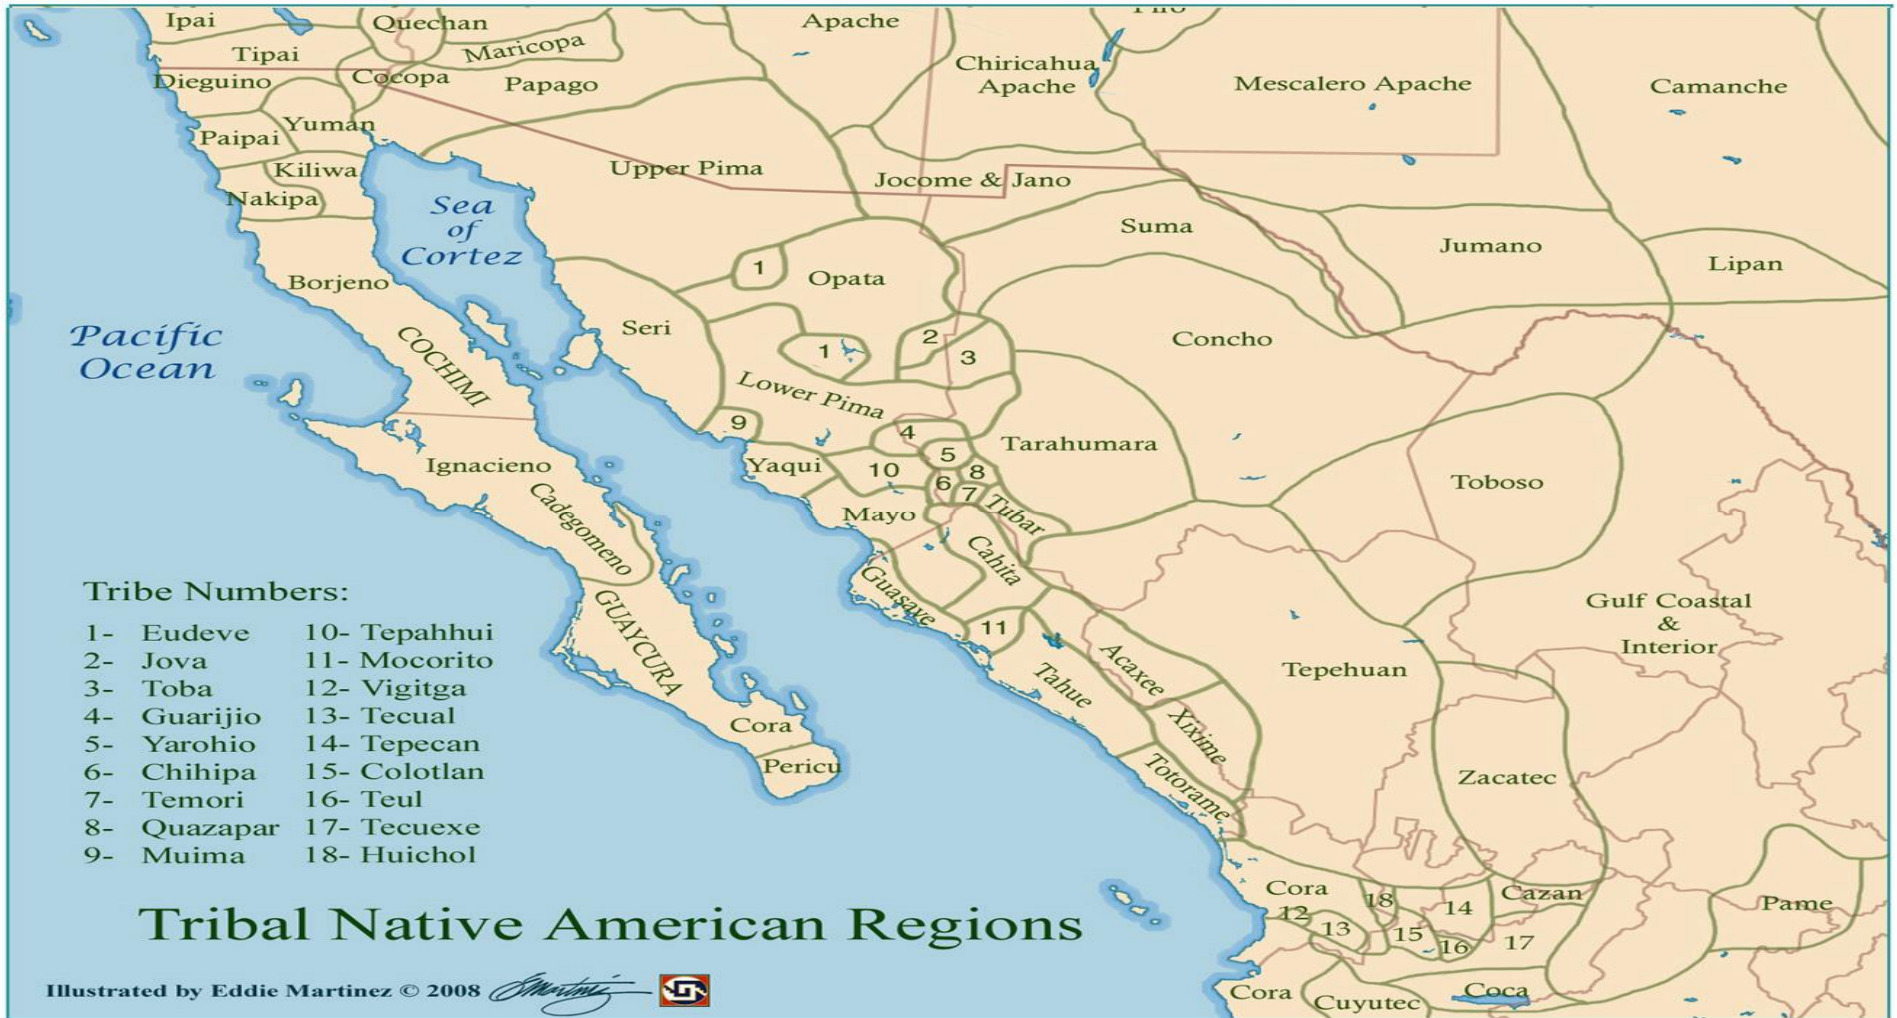 Ipai
Quechan
Apache
Tipai
Maricopa
Chiricahua
Apache
Mescalero Apache
Camanche
Dieguino
Cocopa
Papago
Paipai
Yuman
Kiliwa
Nakipa
Upper Pima
Jocome & Jano
Suma
Jumano
Lipan
Sea
of
Cortez
Borjeno
Pacific
Ocean
COCHIMI
Seri
1
Opata
1
2
3
Concho
Lower Pima
9
4
Tarahumara
5
Yaqui
10
8
6
7
Tubar
Toboso
Ignacieno
Mayo
Cadegomeno
Cahita
Guasave
11
GUAYCURA
Gulf Coastal
&
Interior
Tahue
Acaxee
Tepehuan
Xixime
Cora
Pericu
Totorame
Zacatec
Tribe Numbers:
1- Eudeve
2- Jova
3- Toba
4- Guarijio
5- Yarohio
6- Chihipa
7- Temori
8- Quazapar
9- Muima
10- Tepahhui
11- Mocorito
12- Vigitga
13- Tecual
14- Tepecan
15- Colotlan
16- Teul
17- Tecuexe
18- Huichol
Cora
12
13
18
14
15
16
Cazan
17
Pame
Cora
Cuyutec
Coca
Tribal Native American Regions
Illustrated by Eddie Martinez © 2008